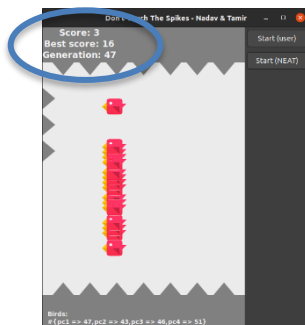 Don't Touch The Spikes - Nadav & Tamir
Score: 3
Best score: 16
Generation: 47
Start (user)
Start (NEAT)
Birds:
#{pc1 => 47,pc2 => 43,pc3 => 46,pc4 => 51}